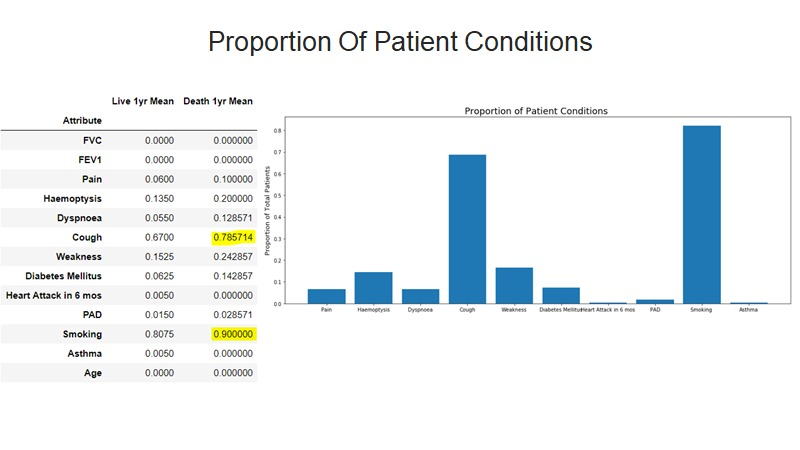 Proportion Of Patient Conditions
Live 1yr Mean Death 1yr Mean
Attribute
FVC 0.0000 0.000000
FEV1 0.0000 0.000000
Pain 0.0600 0.100000
Haemoptysis 0.1350 0.200000
Dyspnoea 0.0550 0.128571
Cough 0.6700 0.785714
Weakness 0.1525 0.242857
Diabetes Mellitus 0.0625 0.142857
Heart Attack in 6 mos 0.0050 0.000000
PAD 0.0150 0.028571
Smoking 0.8075 0.900000
Asthma 0.0050 0.000000
Age 0.0000 0.000000
Proportion of Patient Conditions
Proportion of Total Patients
0.8
0.7
0.6
0.5
0.4
0.3
0.2
0.1
0.0
Pain Haemoptysis Dyspnoea Cough Weakness Diabetes Mellitus Heart Attack in 6 mos PAD Smoking Asthma